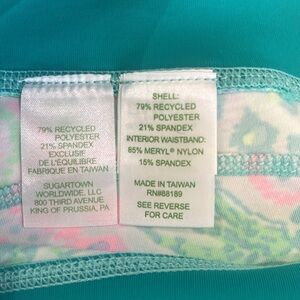 79% RECYCLED
POLYESTER
21% SPANDEX
EXCLUSIF
DE L'ÉQUILIBRE
FABRIQUE EN TAIWAN
SUGARTOWN
WORLDWIDE, LLC
800 THIRD AVENUE
KING OF PRUSSIA, PA
SHELL:
79% RECYCLED
POLYESTER
21% SPANDEX
INTERIOR WAISTBAND:
85% MERYL® NYLON
15% SPANDEX
MADE IN TAIWAN
RN#88189
SEE REVERSE
FOR CARE